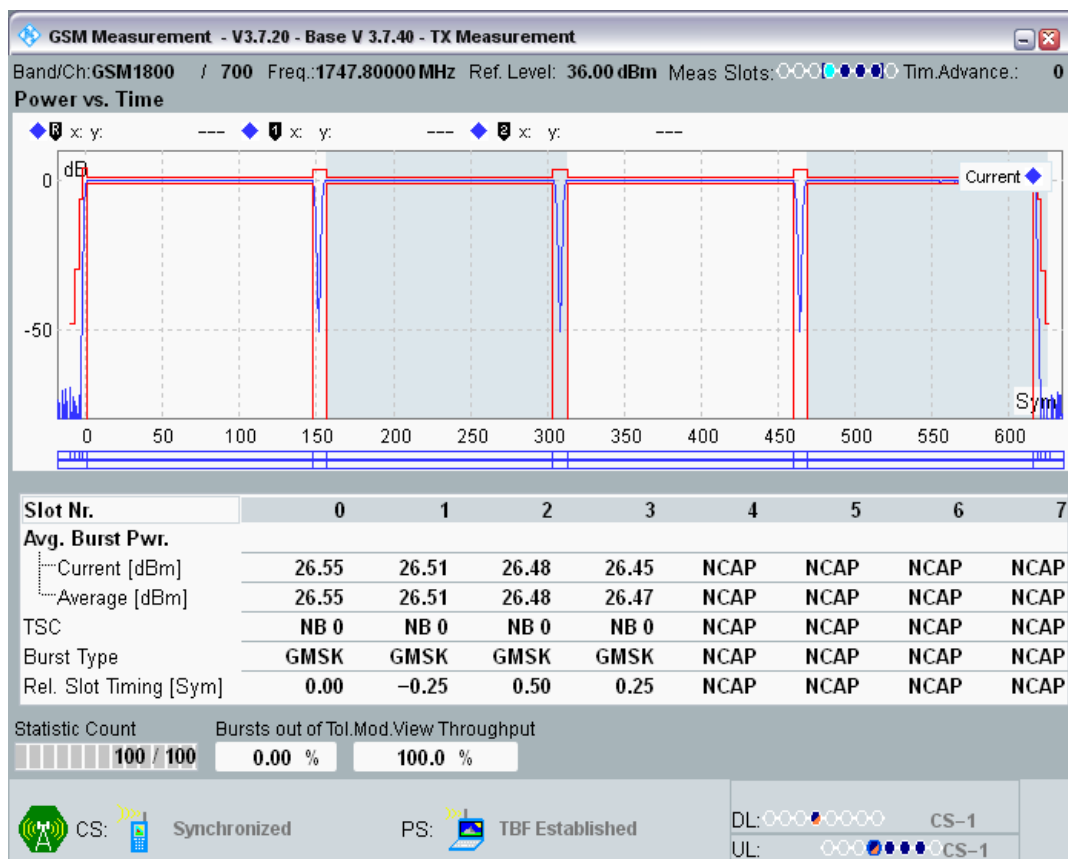 GSM Measurement - V3.7.20 - Base V 3.7.40 - TX Measurement
Band/Ch:GSM1800 / 700 Freq.:1747.80000 MHz Ref. Level: 36.00 dBm Meas Slots: Tim.Advance.: 0
Power vs. Time
R x: y: --- 1 x: y: --- 2 x: y: ---
dB
Current
0
-50
Sym
0 50 100 150 200 250 300 350 400 450 500 550 600
Slot Nr. 0 1 2 3 4 5 6 7
Avg. Burst Pwr.
Current [dBm] 26.55 26.51 26.48 26.45 NCAP NCAP NCAP NCAP
Average [dBm] 26.55 26.51 26.48 26.47 NCAP NCAP NCAP NCAP
TSC NB 0 NB 0 NB 0 NB 0 NCAP NCAP NCAP NCAP
Burst Type GMSK GMSK GMSK GMSK NCAP NCAP NCAP NCAP
Rel. Slot Timing [Sym] 0.00 −0.25 0.50 0.25 NCAP NCAP NCAP NCAP
Statistic Count Bursts out of Tol.Mod.View Throughput
100 / 100 0.00 % 100.0 %
CS: Synchronized PS: TBF Established
DL: CS−1
UL: CS−1